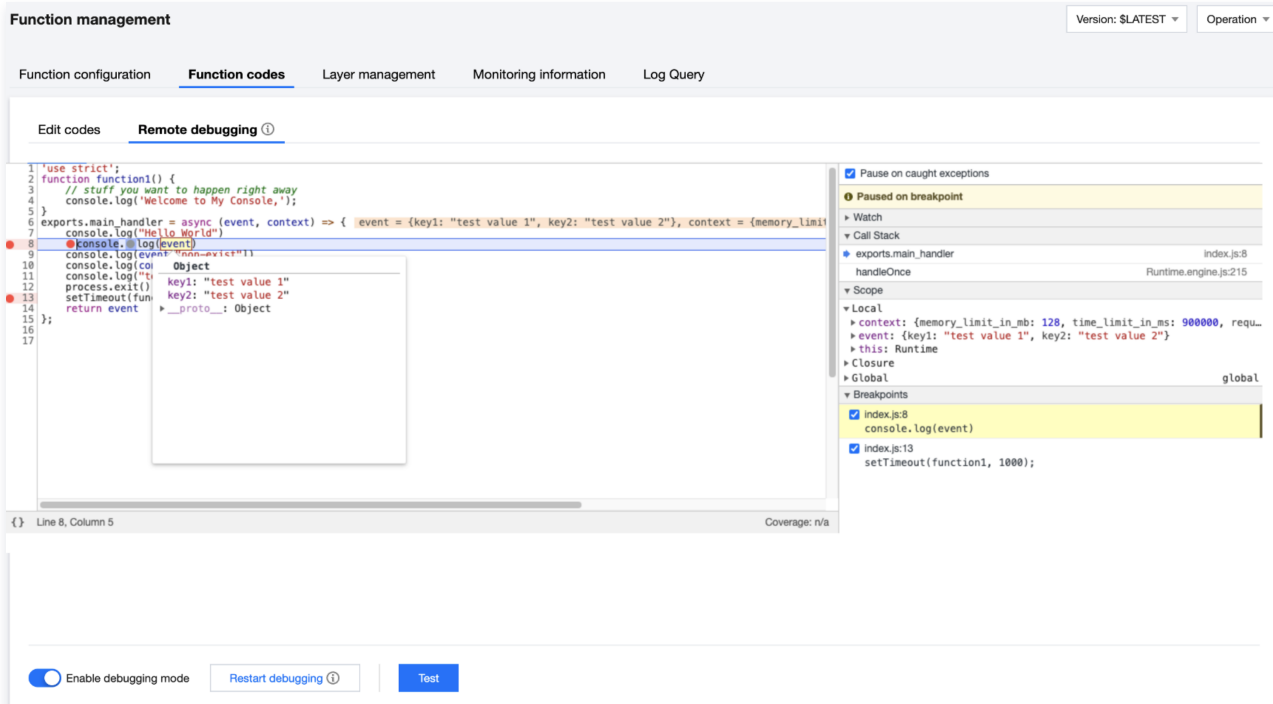 Function management
Version: $LATEST
Operation
Function configuration
Function codes
Layer management
Monitoring information
Log Query
Edit codes
Remote debugging
1 'use strict';
2 function function1() {
3 // stuff you want to happen right away
4 console.log('Welcome to My Console,');
5 }
6 exports.main_handler = async (event, context) => { event = {key1: "test value 1", key2: "test value 2"}, context = {memory_limit
7 console.log("Hello World")
8 console.log(event)
9 console.log(event["non-exist"])
10 console.log(co
11 console.log("t
12 process.exit()
13 setTimeout(fun
14 return event
15 };
16
17
Object
key1: "test value 1"
key2: "test value 2"
__proto__: Object
{} Line 8, Column 5
Coverage: n/a
Pause on caught exceptions
Paused on breakpoint
Watch
Call Stack
exports.main_handler index.js:8
handleOnce Runtime.engine.js:215
Scope
Local
context: {memory_limit_in_mb: 128, time_limit_in_ms: 900000, requ…
event: {key1: "test value 1", key2: "test value 2"}
this: Runtime
Closure
Global global
Breakpoints
index.js:8
console.log(event)
index.js:13
setTimeout(function1, 1000);
Enable debugging mode
Restart debugging
Test